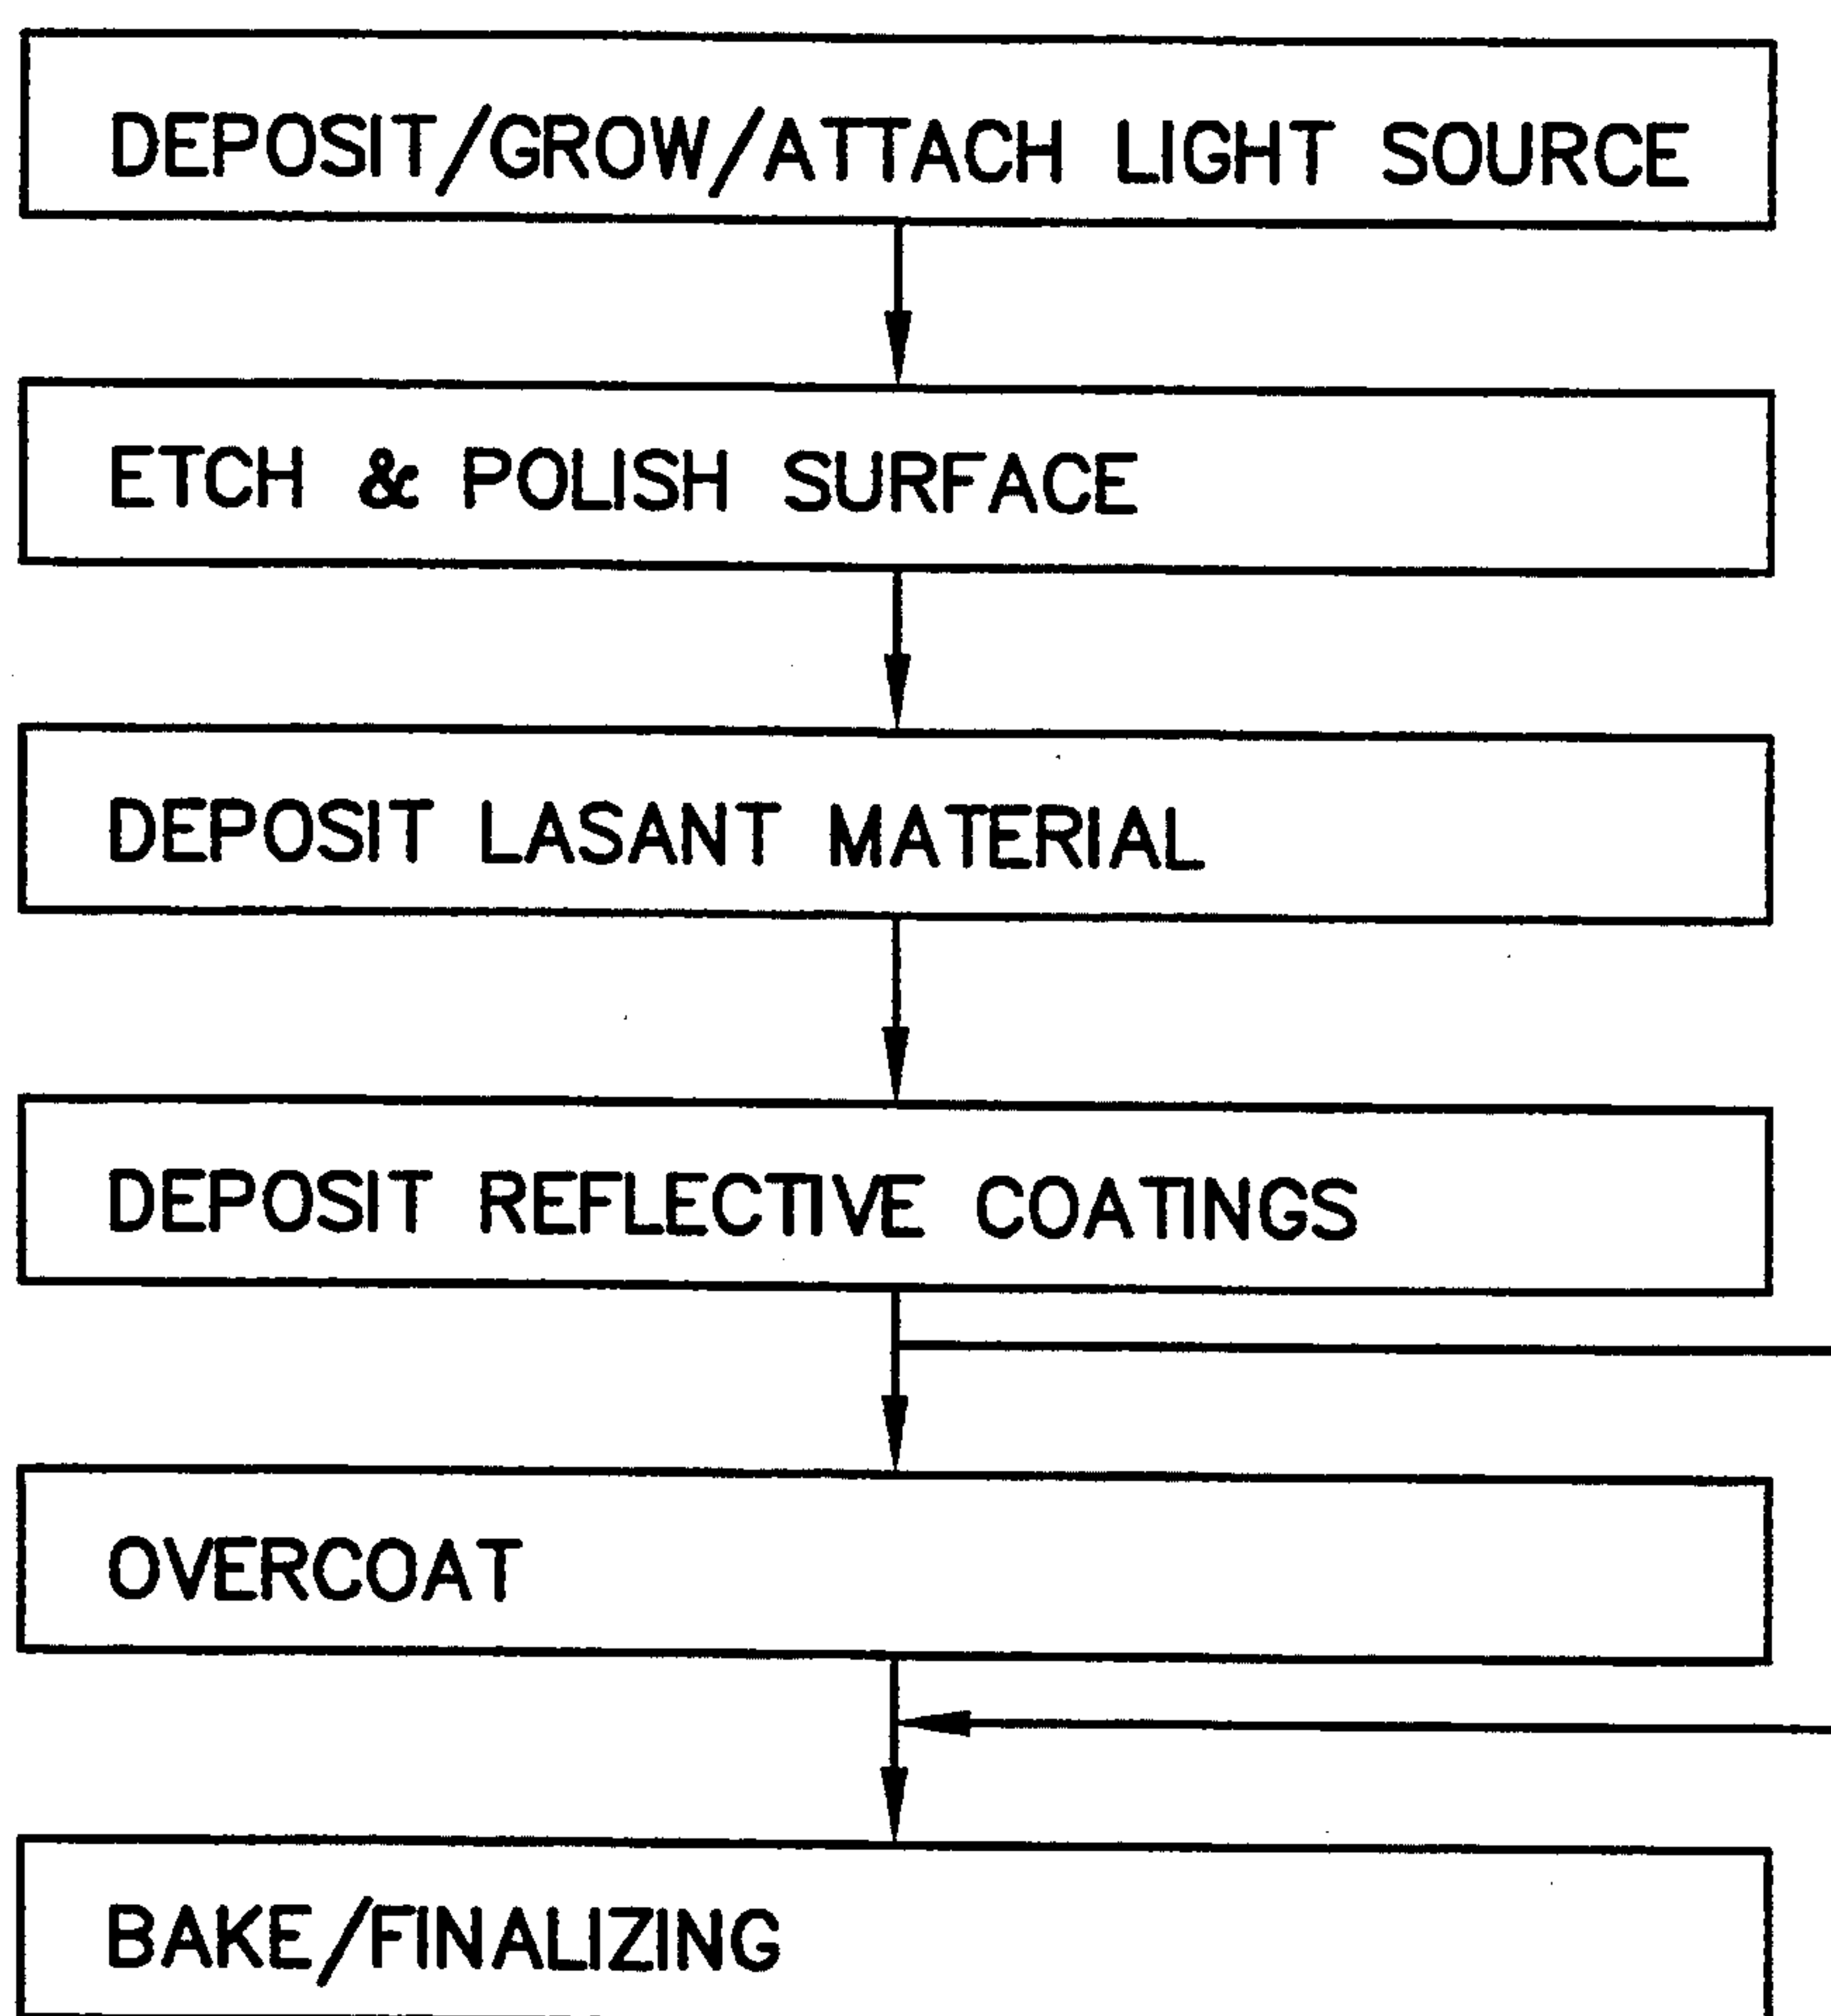 DEPOSIT/GROW/ATTACH LIGHT SOURCE
ETCH & POLISH SURFACE
DEPOSIT LASANT MATERIAL
DEPOSIT REFLECTIVE COATINGS
OVERCOAT
BAKE/FINALIZING